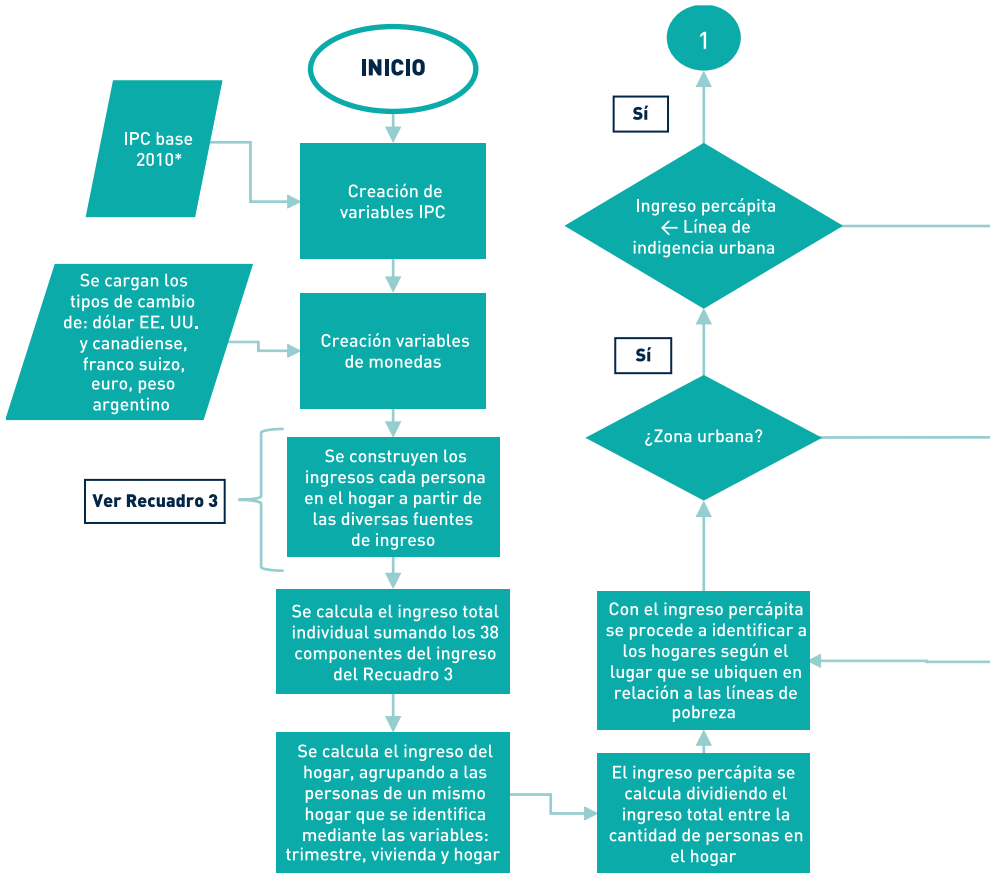 INICIO
IPC base
2010*
Creación de
variables IPC
Se cargan los
tipos de cambio
de: dólar EE. UU.
y canadiense,
franco suizo,
euro, peso
argentino
Creación variables
de monedas
Ver Recuadro 3
Se construyen los
ingresos cada persona
en el hogar a partir de
las diversas fuentes
de ingreso
Se calcula el ingreso total
individual sumando los 38
componentes del ingreso
del Recuadro 3
Se calcula el ingreso del
hogar, agrupando a las
personas de un mismo
hogar que se identifica
mediante las variables:
trimestre, vivienda y hogar
El ingreso percápita se
calcula dividiendo el
ingreso total entre la
cantidad de personas en
el hogar
Con el ingreso percápita
se procede a identificar a
los hogares según el
lugar que se ubiquen en
relación a las líneas de
pobreza
¿Zona urbana?
Sí
Ingreso percápita
← Línea de
indigencia urbana
Sí
1